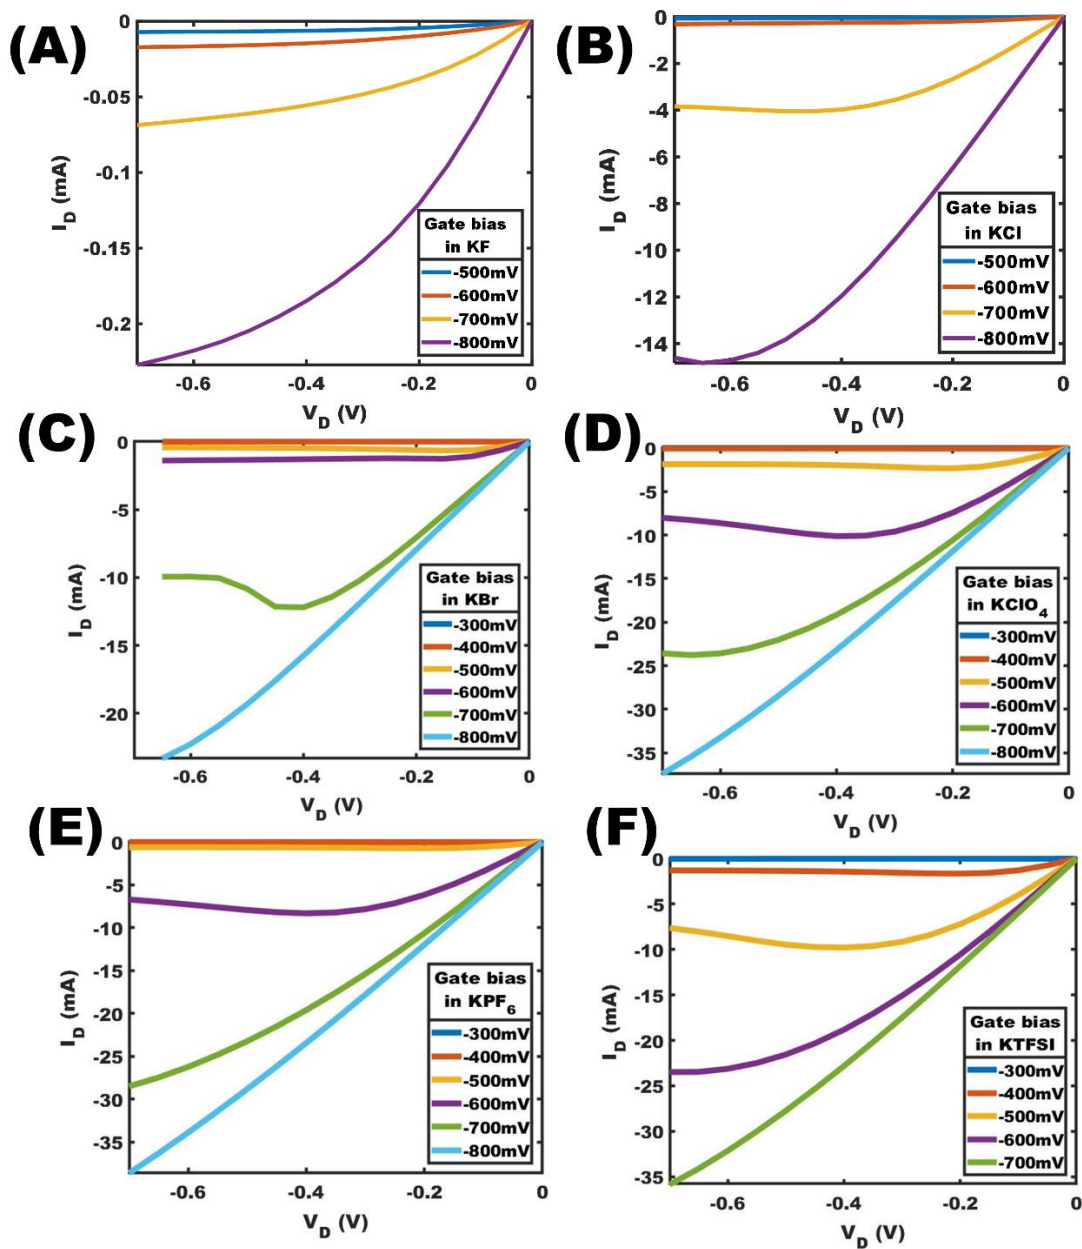 (A)
0
-0.05
-0.1
-0.15
-0.2
I_D (mA)
-0.6
-0.4
-0.2
0
V_D (V)
Gate bias
in KF
-500mV
-600mV
-700mV
-800mV
(B)
0
-2
-4
-6
-8
-10
-12
-14
I_D (mA)
-0.6
-0.4
-0.2
0
V_D (V)
Gate bias
in KCl
-500mV
-600mV
-700mV
-800mV
(C)
0
-5
-10
-15
-20
I_D (mA)
-0.6
-0.4
-0.2
0
V_D (V)
Gate bias
in KBr
-300mV
-400mV
-500mV
-600mV
-700mV
-800mV
(D)
0
-5
-10
-15
-20
-25
-30
-35
I_D (mA)
-0.6
-0.4
-0.2
0
V_D (V)
Gate bias
in KClO_4
-300mV
-400mV
-500mV
-600mV
-700mV
-800mV
(E)
0
-5
-10
-15
-20
-25
-30
-35
I_D (mA)
-0.6
-0.4
-0.2
0
V_D (V)
Gate bias
in KPF_6
-300mV
-400mV
-500mV
-600mV
-700mV
-800mV
(F)
0
-5
-10
-15
-20
-25
-30
-35
I_D (mA)
-0.6
-0.4
-0.2
0
V_D (V)
Gate bias
in KTFSI
-300mV
-400mV
-500mV
-600mV
-700mV